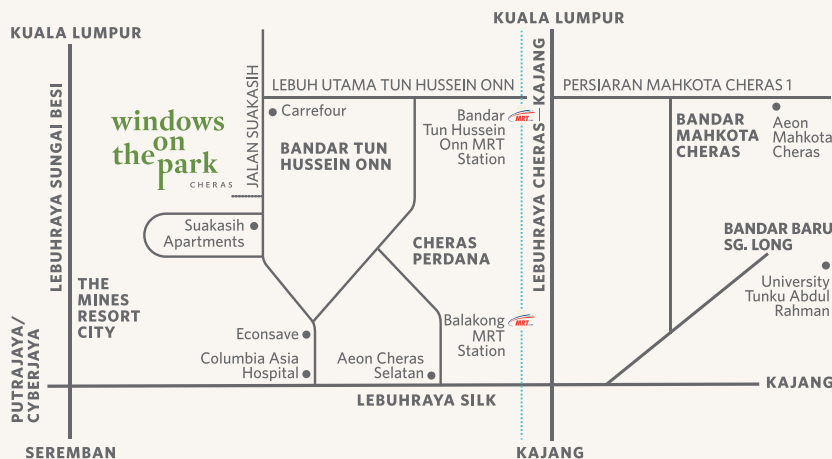 KUALA LUMPUR
KUALA LUMPUR
LEBUHRAYA SUNGAI BESI
windows
on
the
park
CHERAS
JALAN SUAKASIH
LEBUH UTAMA TUN HUSSEIN ONN
Carrefour
BANDAR TUN
HUSSEIN ONN
Bandar
Tun Hussein
Onn MRT
Station
MRT
LEBUHRAYA CHERAS – KAJANG
PERSIARAN MAHKOTA CHERAS 1
BANDAR
MAHKOTA
CHERAS
Aeon
Mahkota
Cheras
Suakasih
Apartments
CHERAS
PERDANA
BANDAR BARU
SG. LONG
University
Tunku Abdul
Rahman
THE
MINES
RESORT
CITY
Econsave
Columbia Asia
Hospital
Aeon Cheras
Selatan
Balakong
MRT
Station
MRT
PUTRAJAYA/
CYBERJAYA
LEBUHRAYA SILK
KAJANG
SEREMBAN
KAJANG